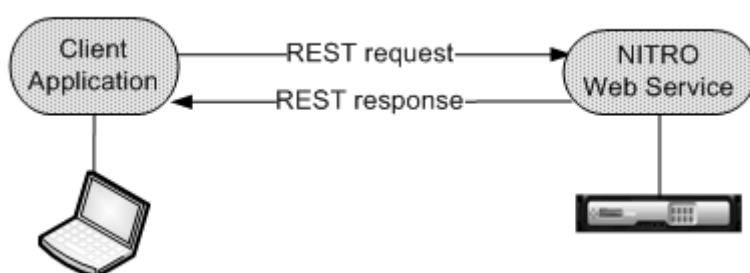 Client
Application
REST request
REST response
NITRO
Web Service